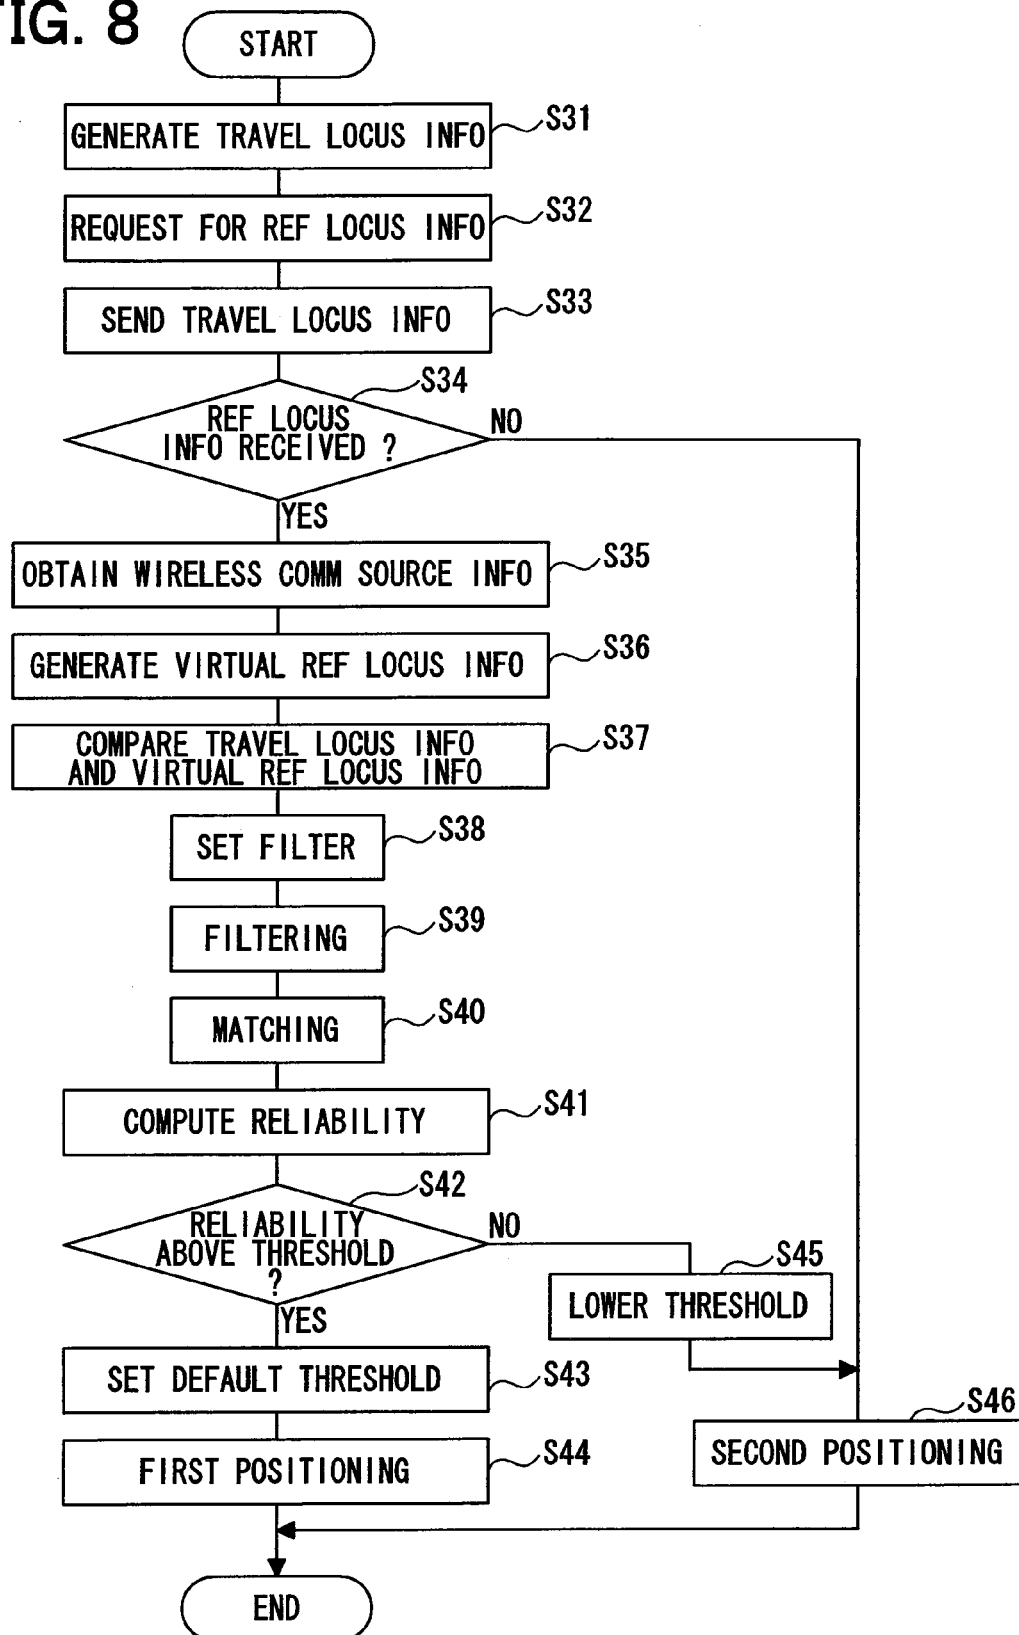 FIG. 8
START
GENERATE TRAVEL LOCUS INFO
S31
REQUEST FOR REF LOCUS INFO
S32
SEND TRAVEL LOCUS INFO
S33
S34
REF LOCUS
INFO RECEIVED ?
NO
YES
OBTAIN WIRELESS COMM SOURCE INFO
S35
GENERATE VIRTUAL REF LOCUS INFO
S36
COMPARE TRAVEL LOCUS INFO
AND VIRTUAL REF LOCUS INFO
S37
SET FILTER
S38
FILTERING
S39
MATCHING
S40
COMPUTE RELIABILITY
S41
S42
RELIABILITY
ABOVE THRESHOLD
?
NO
YES
S45
LOWER THRESHOLD
SET DEFAULT THRESHOLD
S43
S46
SECOND POSITIONING
FIRST POSITIONING
S44
END